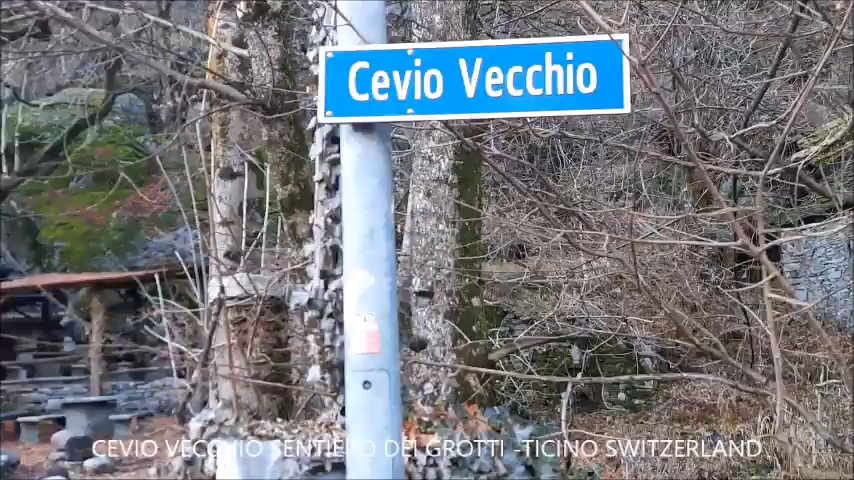 Cevio Vecchio
CEVIO VECCHIO SENTIERO DEI GROTTI - TICINO SWITZERLAND